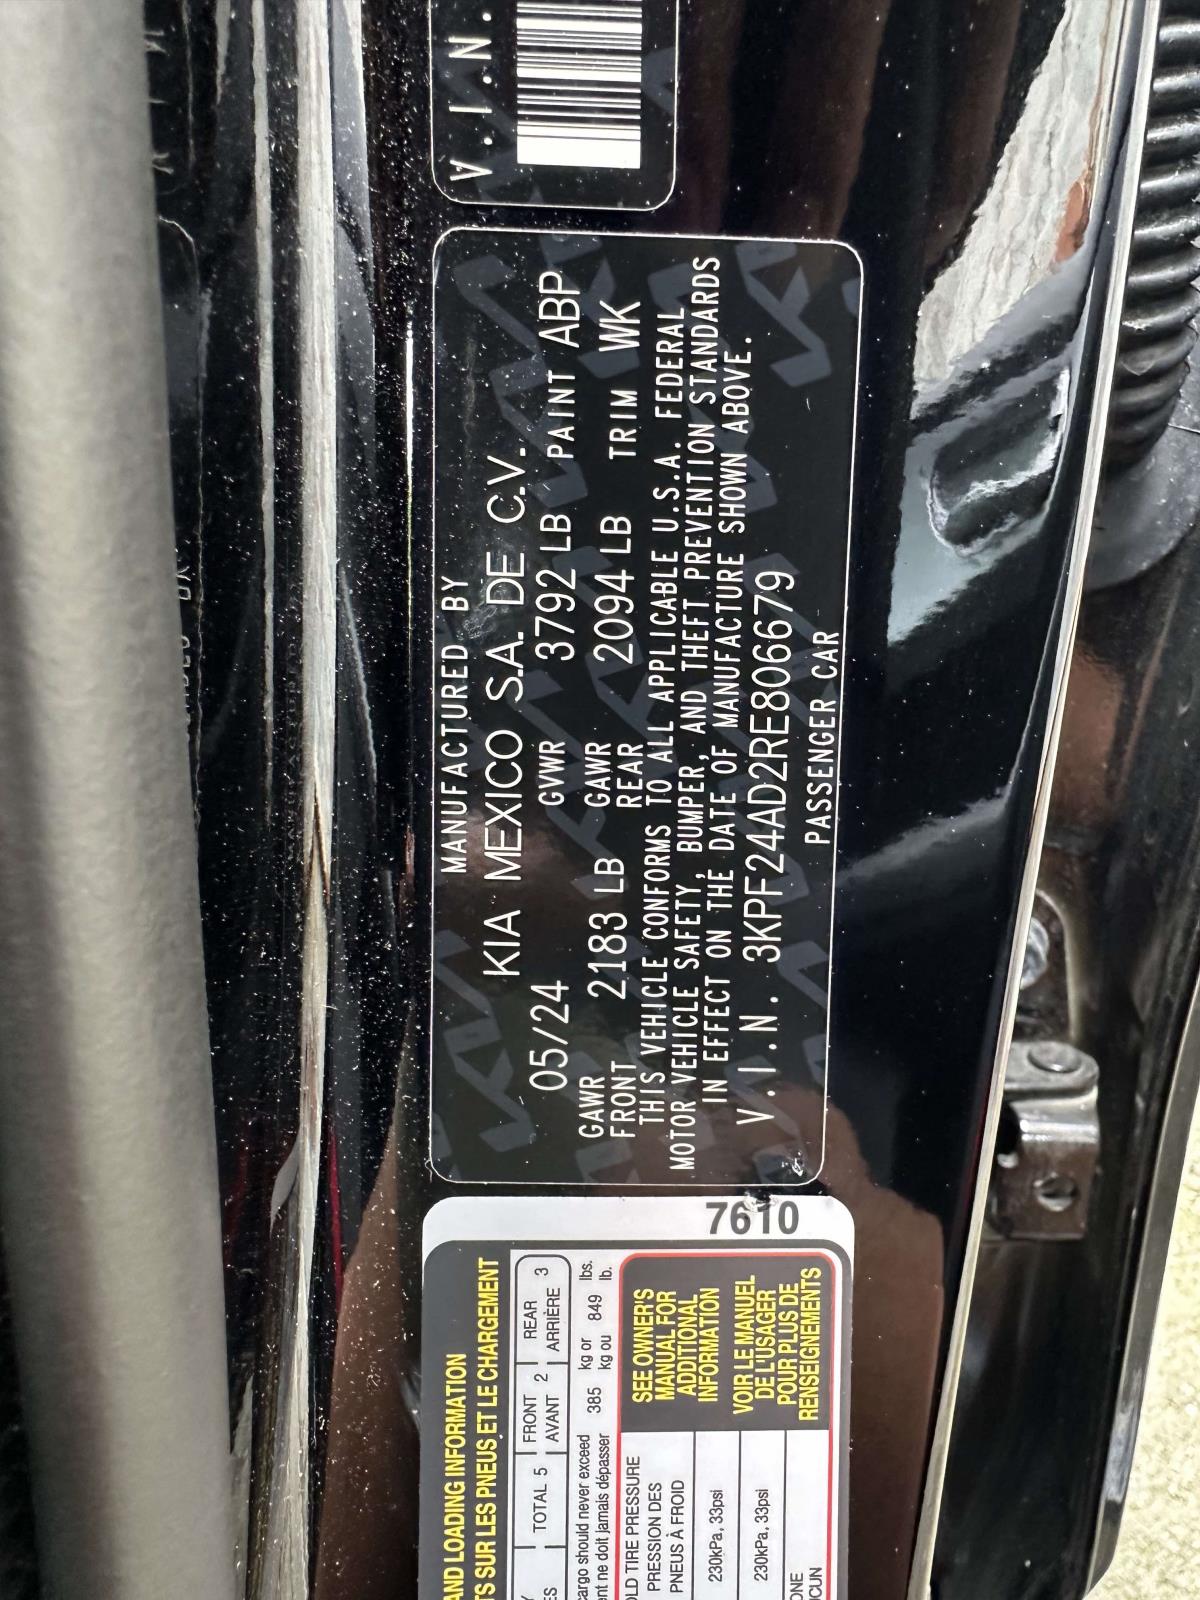 V.I.N.
MANUFACTURED BY
KIA MEXICO S.A. DE C.V.
05/24 GVWR 3792 LB PAINT ABP
GAWR FRONT 2183 LB GAWR REAR 2094 LB TRIM WK
THIS VEHICLE CONFORMS TO ALL APPLICABLE U.S.A. FEDERAL
MOTOR VEHICLE SAFETY, BUMPER, AND THEFT PREVENTION STANDARDS
IN EFFECT ON THE DATE OF MANUFACTURE SHOWN ABOVE.
V.I.N. 3KPF24AD2RE806679
PASSENGER CAR
7610
AND LOADING INFORMATION
TS SUR LES PNEUS ET LE CHARGEMENT
TOTAL 5 FRONT AVANT 2 REAR ARRIÈRE 3
cargo should never exceed 385 kg or 849 lbs.
ent ne doit jamais dépasser kg ou lb.
OLD TIRE PRESSURE
PRESSION DES
PNEUS À FROID
230kPa, 33psi
230kPa, 33psi
ONE
UCUN
SEE OWNER'S
MANUAL FOR
ADDITIONAL
INFORMATION
VOIR LE MANUEL
DE L'USAGER
POUR PLUS DE
RENSEIGNEMENTS